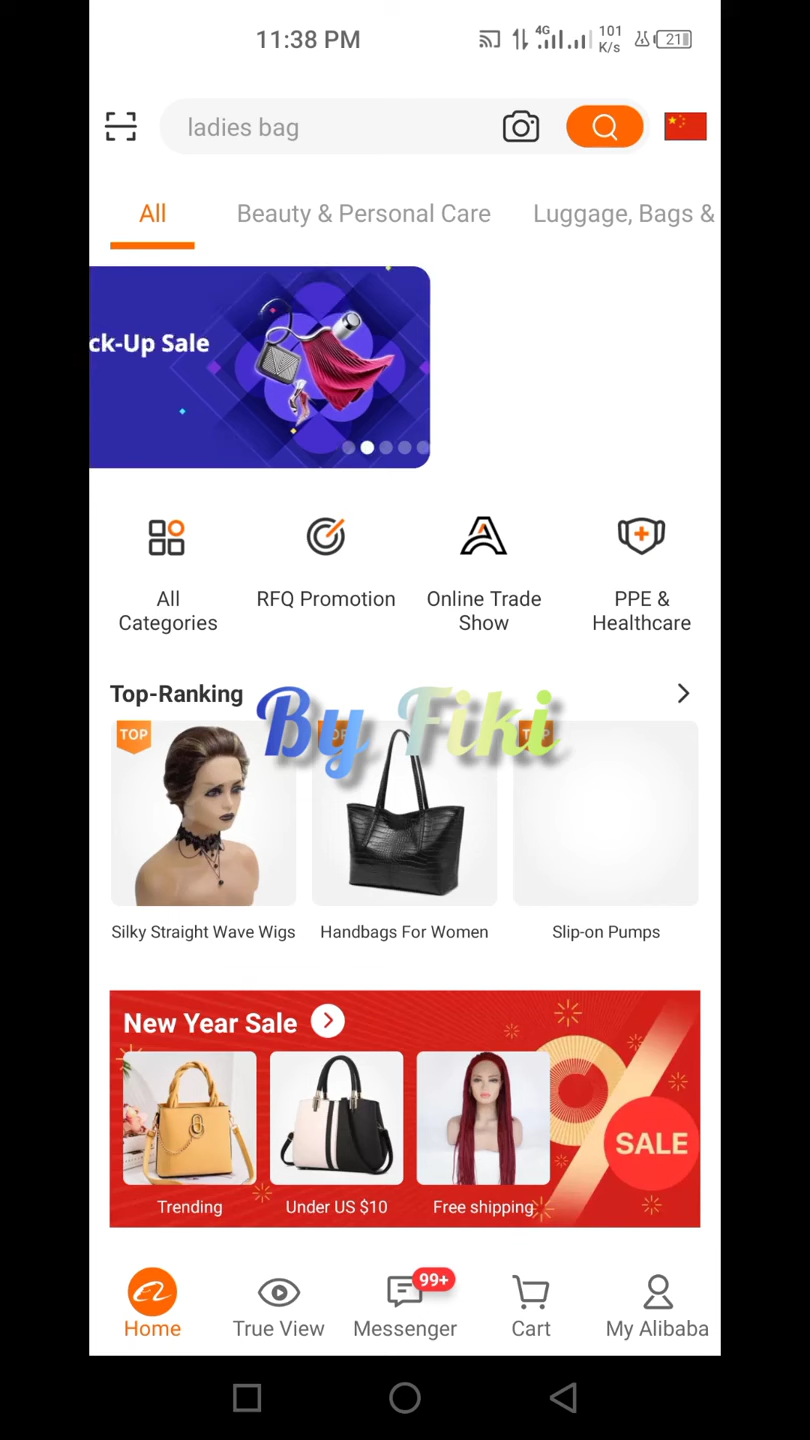 11:38 PM
4G
101
K/s
21
ladies bag
All
Beauty & Personal Care
Luggage, Bags &
ck-Up Sale
All
Categories
RFQ Promotion
Online Trade
Show
PPE &
Healthcare
Top-Ranking
By Fiki
TOP
TOP
TOP
Silky Straight Wave Wigs
Handbags For Women
Slip-on Pumps
New Year Sale
SALE
Trending
Under US $10
Free shipping
99+
Home
True View
Messenger
Cart
My Alibaba